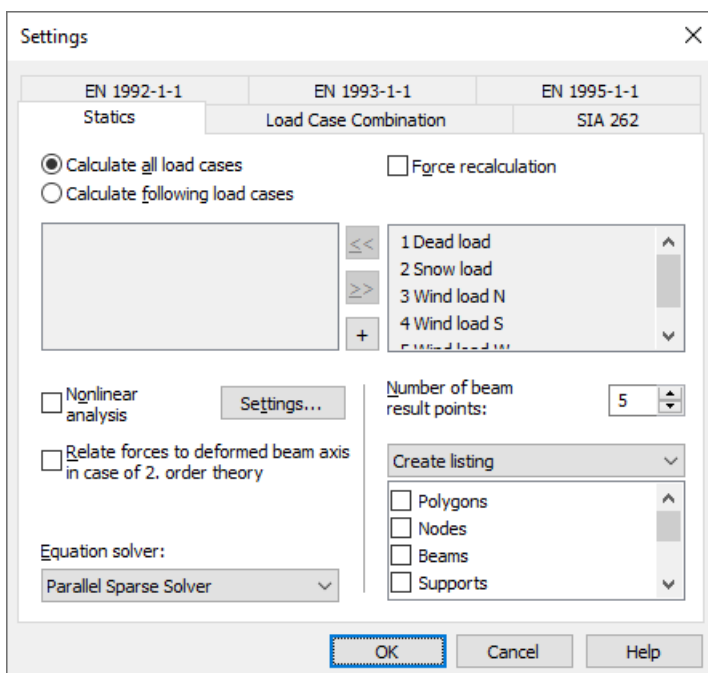 Settings
EN 1992-1-1
EN 1993-1-1
EN 1995-1-1
Statics
Load Case Combination
SIA 262
Calculate all load cases
Force recalculation
Calculate following load cases
<<
>>
+
1 Dead load
2 Snow load
3 Wind load N
4 Wind load S
5 Wind load W
Nonlinear
analysis
Settings...
Number of beam
result points:
5
Relate forces to deformed beam axis
in case of 2. order theory
Create listing
Polygons
Nodes
Beams
Supports
Equation solver:
Parallel Sparse Solver
OK
Cancel
Help